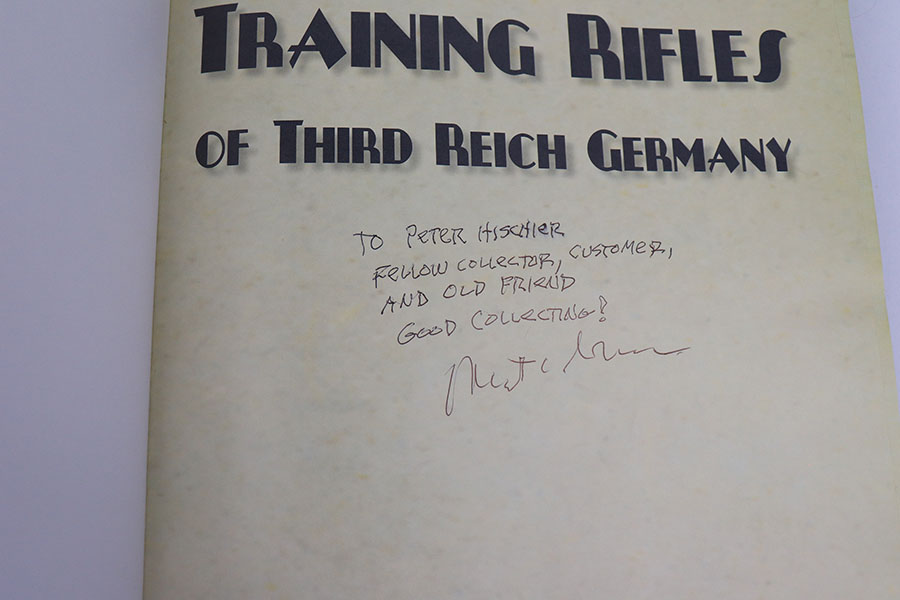 Training Rifles
of Third Reich Germany
TO PETER HISCHIER
FELLOW COLLECTOR, CUSTOMER,
AND OLD FRIEND
GOOD COLLECTING!